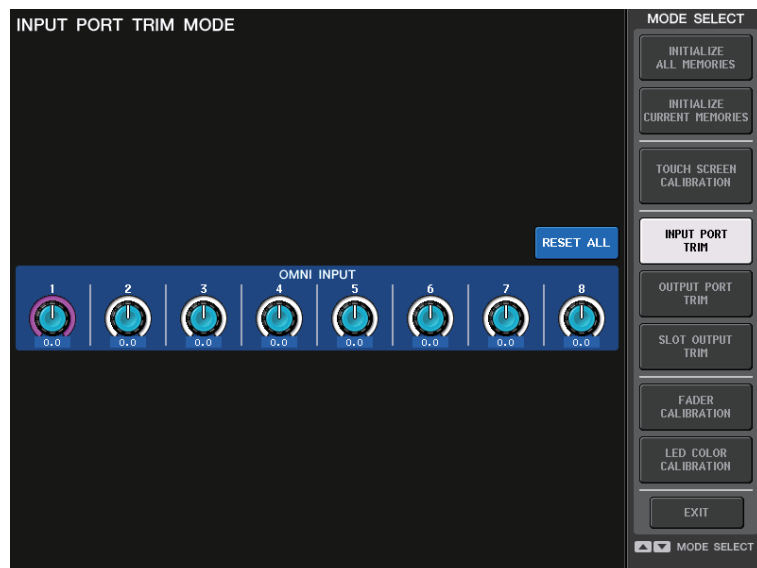 INPUT PORT TRIM MODE
RESET ALL
OMNI INPUT
1 2 3 4 5 6 7 8
0.0 0.0 0.0 0.0 0.0 0.0 0.0 0.0
MODE SELECT
INITIALIZE
ALL MEMORIES
INITIALIZE
CURRENT MEMORIES
TOUCH SCREEN
CALIBRATION
INPUT PORT
TRIM
OUTPUT PORT
TRIM
SLOT OUTPUT
TRIM
FADER
CALIBRATION
LED COLOR
CALIBRATION
EXIT
MODE SELECT